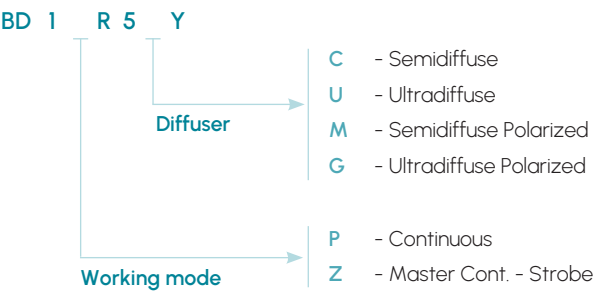 BD 1 _ R 5 _ Y
C - Semidiffuse
U - Ultradiffuse
Diffuser
M - Semidiffuse Polarized
G - Ultradiffuse Polarized
P - Continuous
Working mode
Z - Master Cont. - Strobe